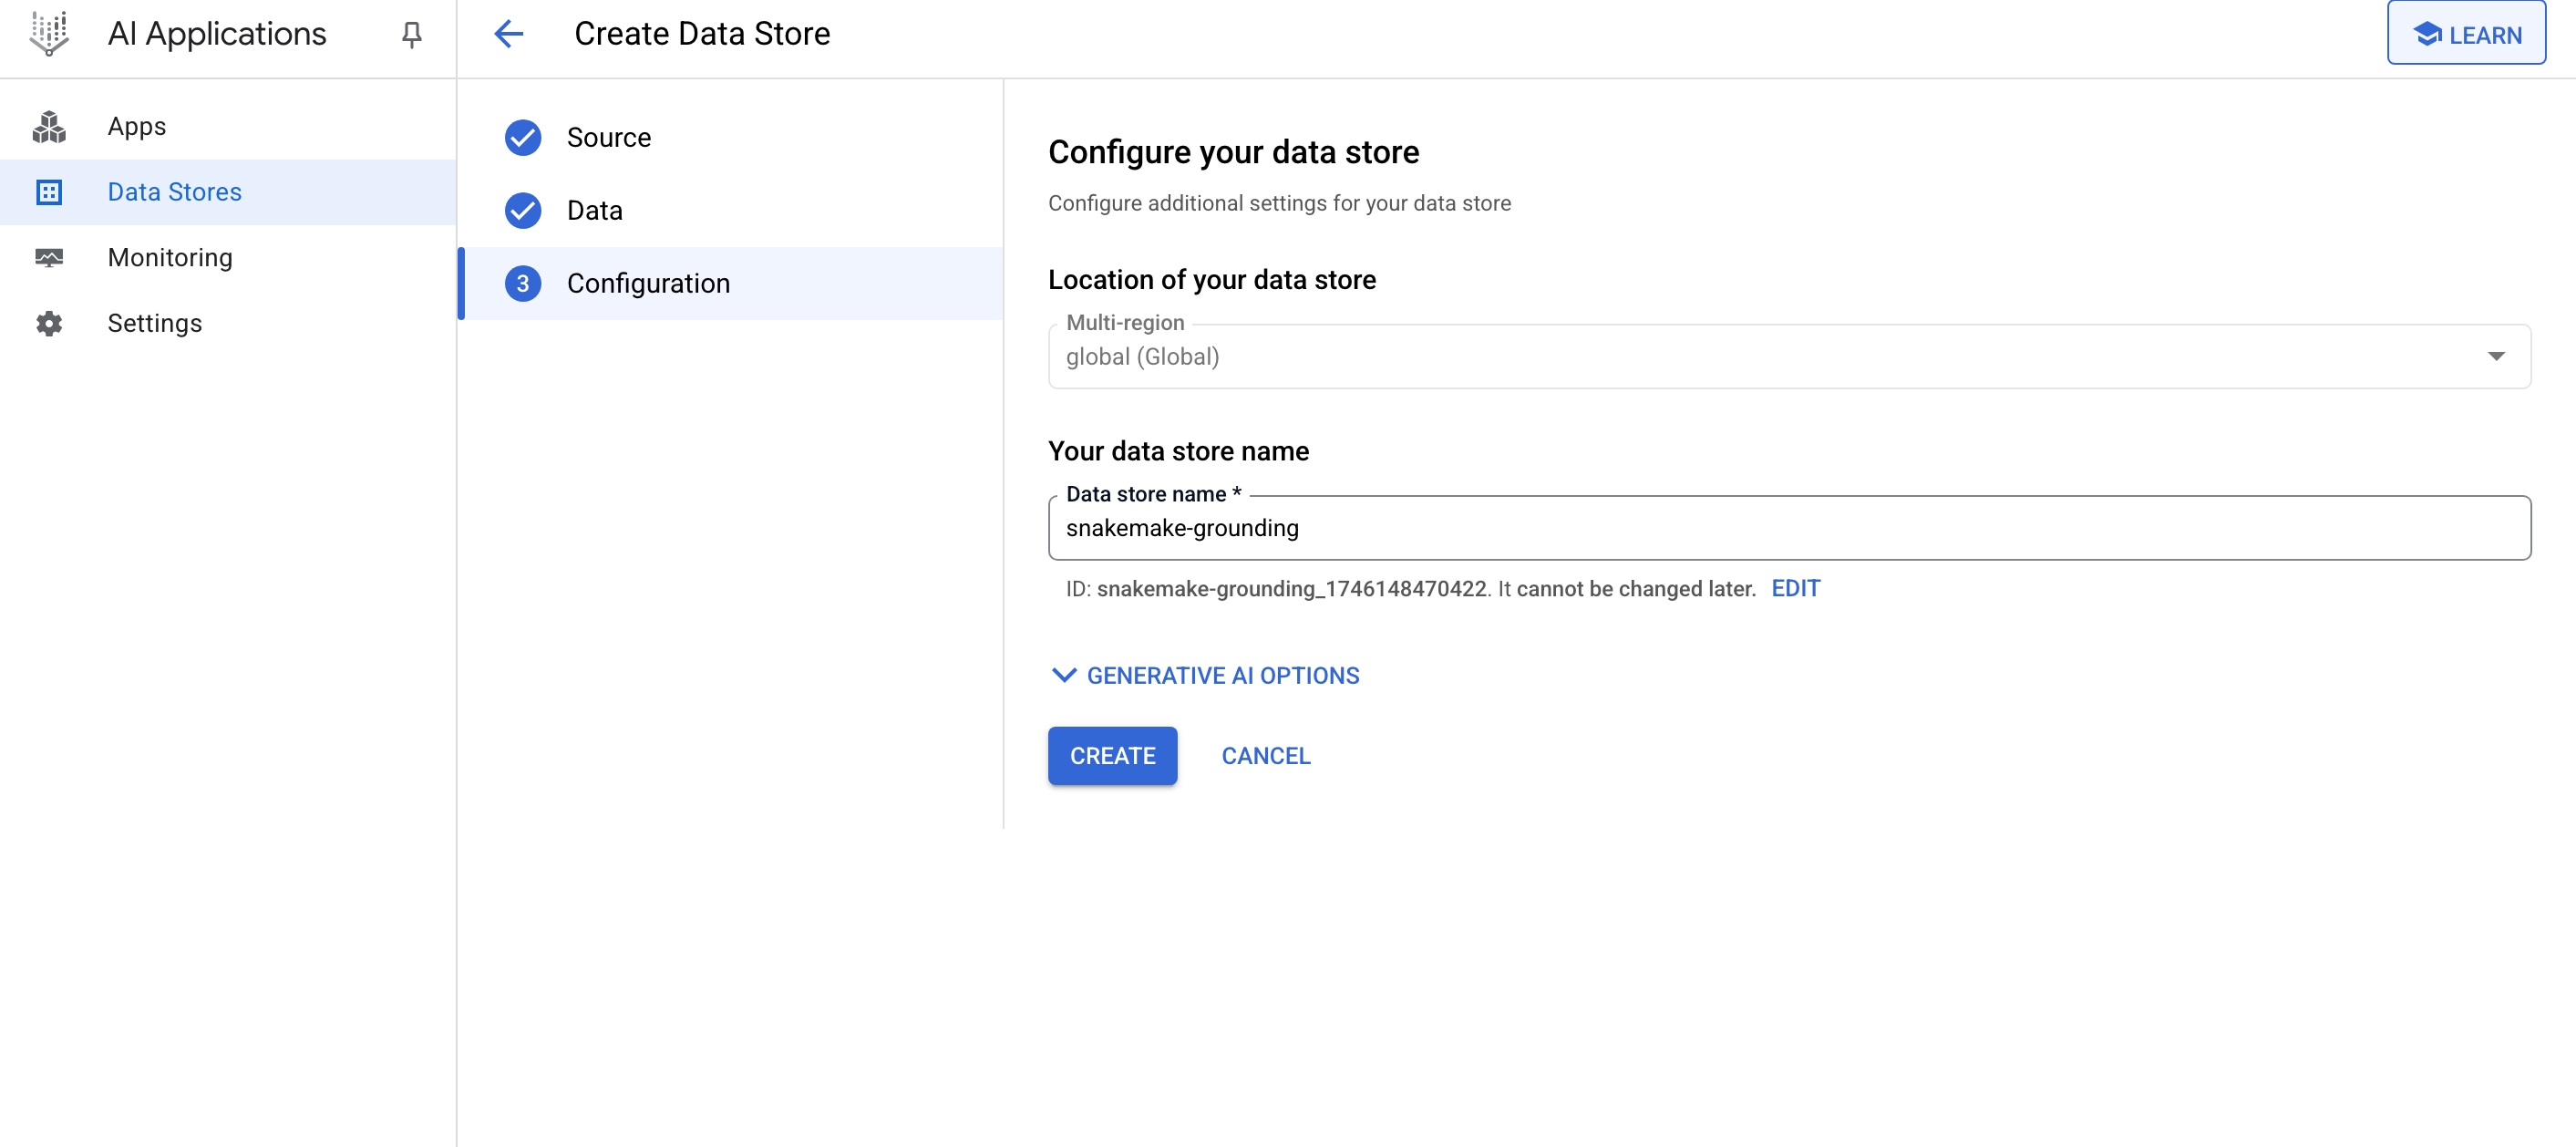 AI Applications
Create Data Store
LEARN
Apps
Data Stores
Monitoring
Settings
Source
Data
3 Configuration
Configure your data store
Configure additional settings for your data store
Location of your data store
Multi-region
global (Global)
Your data store name
Data store name *
snakemake-grounding
ID: snakemake-grounding_1746148470422. It cannot be changed later. EDIT
GENERATIVE AI OPTIONS
CREATE CANCEL